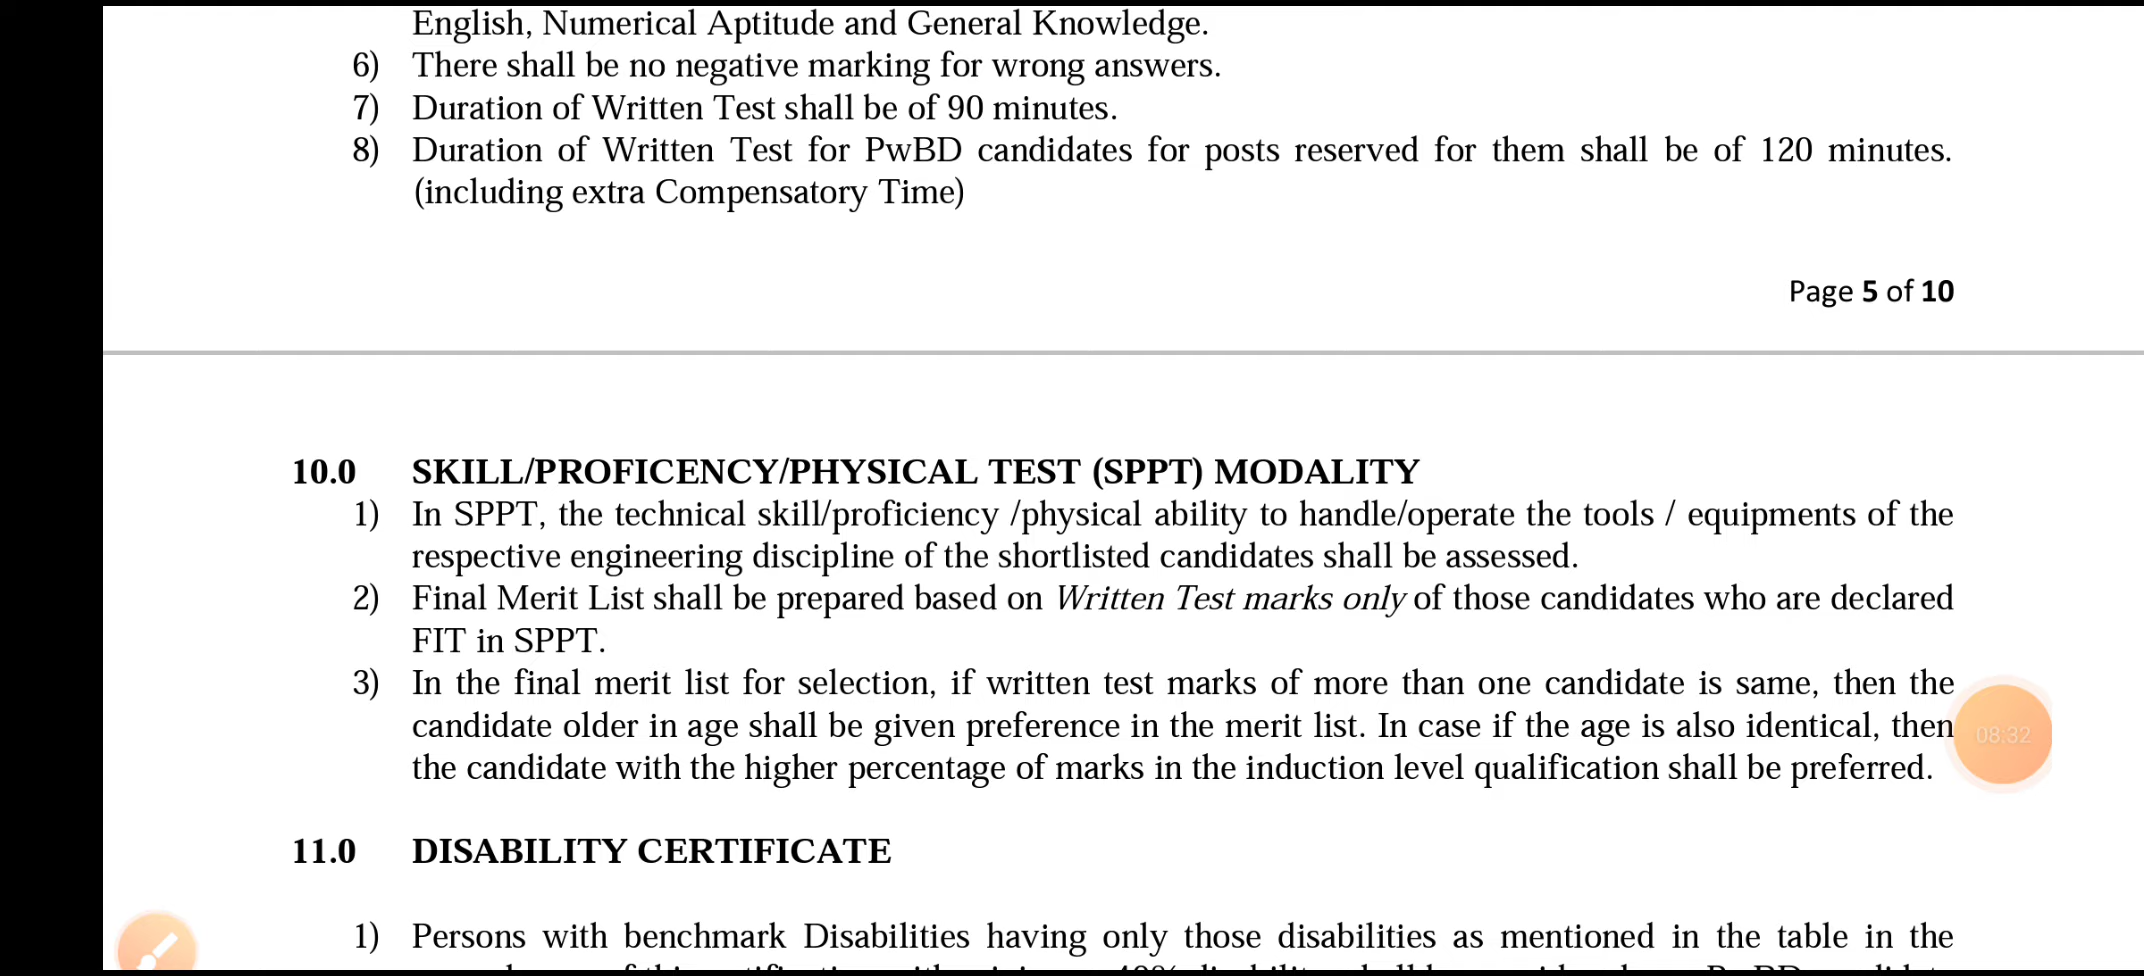 English, Numerical Aptitude and General Knowledge.
6) There shall be no negative marking for wrong answers.
7) Duration of Written Test shall be of 90 minutes.
8) Duration of Written Test for PwBD candidates for posts reserved for them shall be of 120 minutes.
(including extra Compensatory Time)
Page 5 of 10
10.0 SKILL/PROFICENCY/PHYSICAL TEST (SPPT) MODALITY
1) In SPPT, the technical skill/proficiency /physical ability to handle/operate the tools / equipments of the
respective engineering discipline of the shortlisted candidates shall be assessed.
2) Final Merit List shall be prepared based on Written Test marks only of those candidates who are declared
FIT in SPPT.
3) In the final merit list for selection, if written test marks of more than one candidate is same, then the
candidate older in age shall be given preference in the merit list. In case if the age is also identical, then
08:32
the candidate with the higher percentage of marks in the induction level qualification shall be preferred.
11.0 DISABILITY CERTIFICATE
1) Persons with benchmark Disabilities having only those disabilities as mentioned in the table in the